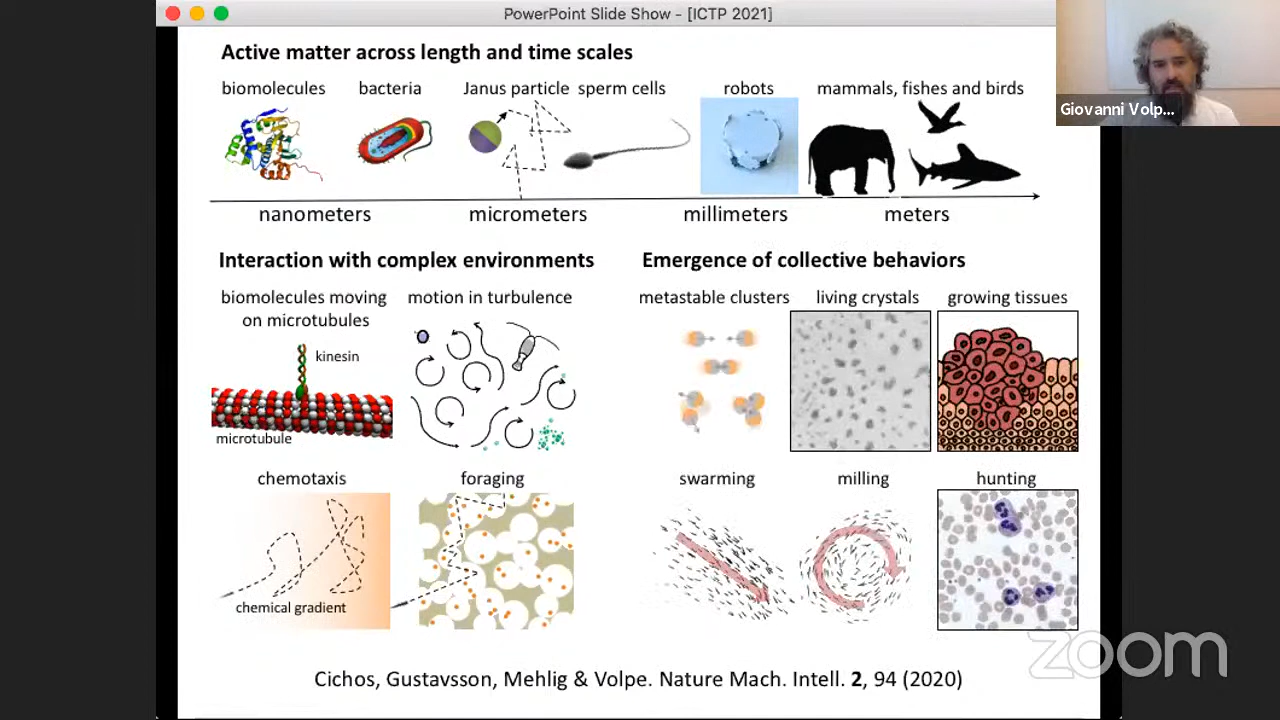 PowerPoint Slide Show - [ICTP 2021]
Giovanni Volp...
Active matter across length and time scales
biomolecules bacteria Janus particle sperm cells robots mammals, fishes and birds
nanometers micrometers millimeters meters
Interaction with complex environments
biomolecules moving
on microtubules
motion in turbulence
kinesin
microtubule
chemotaxis
foraging
chemical gradient
Emergence of collective behaviors
metastable clusters living crystals growing tissues
swarming milling hunting
Cichos, Gustavsson, Mehlig & Volpe. Nature Mach. Intell. 2, 94 (2020)
zoom